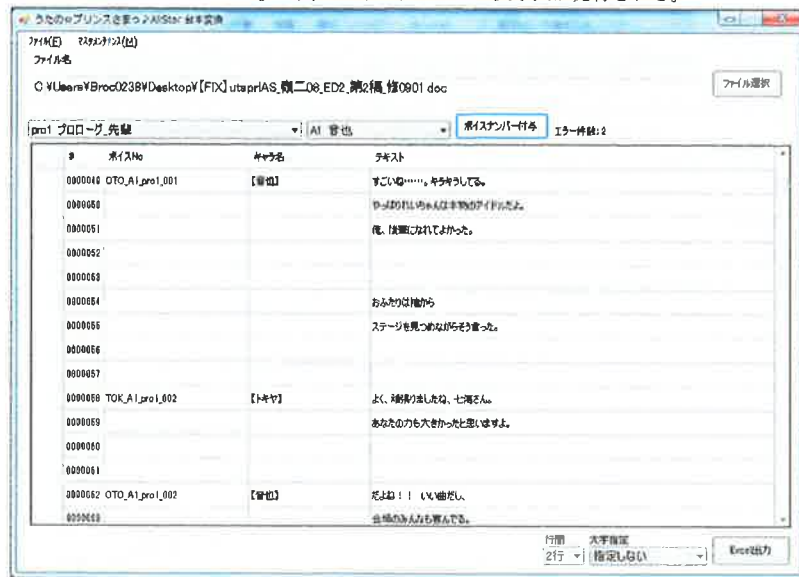 うたの☆プリンスさまっ♪AllStar 台本変換
ファイル(F) マスタメンテナンス(M)
ファイル名
C:¥Users¥Broc0238¥Desktop¥【FIX】utapriAS_嶺二08_ED2_第2稿_修0901.doc
ファイル選択
pro1 プロローグ_先輩
A1 音也
ボイスナンバー付与
エラー件数:2
# ボイスNo キャラ名 テキスト
0000049 OTO_A1_pro1_001 【音也】 すごいね……。キラキラしてる。
0000050 やっぱりれいちゃんは本物のアイドルだよ。
0000051 俺、後輩になれてよかった。
0000052
0000053
0000054 おふたりは袖から
0000055 ステージを見つめながらそう言った。
0000056
0000057
0000058 TOK_A1_pro1_002 【トキヤ】 よく、頑張りましたね、七海さん。
0000059 あなたの力も大きかったと思いますよ。
0000060
0000061
0000062 OTO_A1_pro1_002 【音也】 だよね！！ いい曲だし、
0000063 会場のみんなも喜んでる。
行間 太字指定
2行 指定しない Excel出力